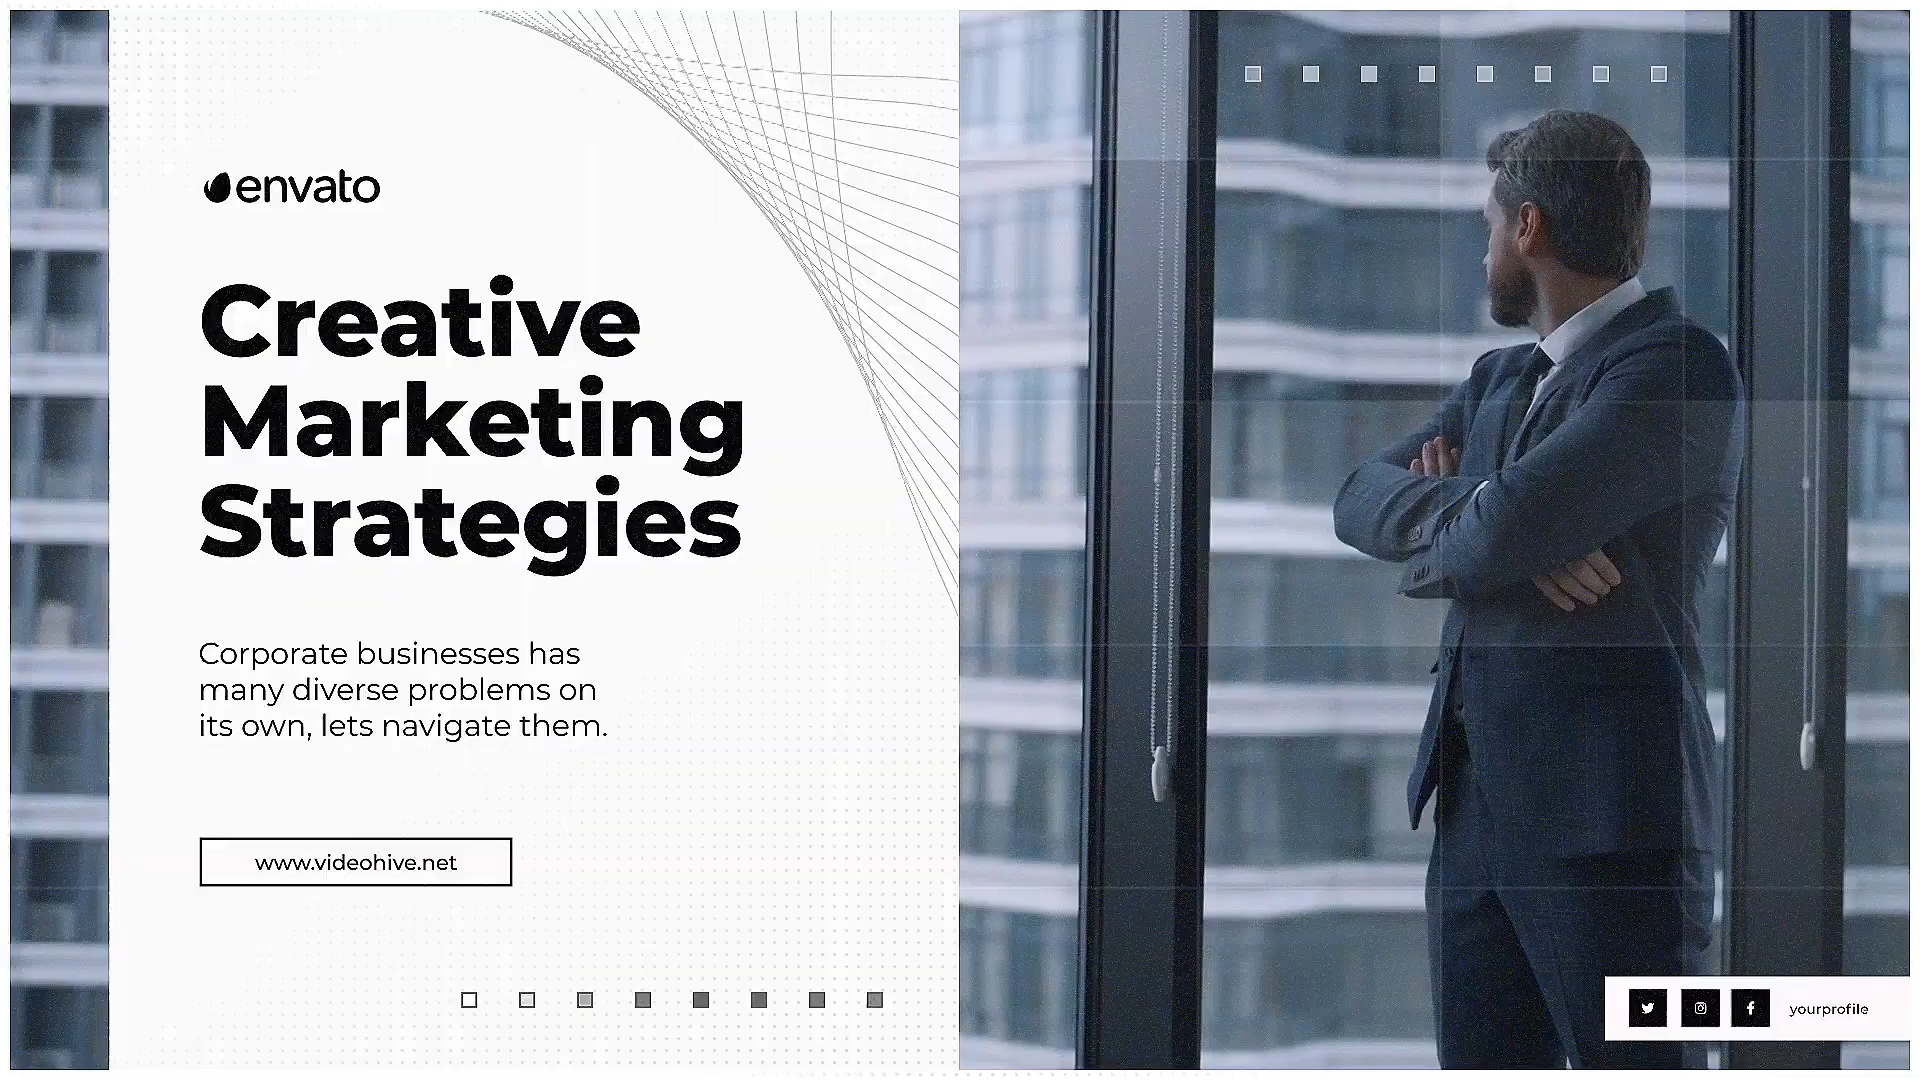 envato
Creative
Marketing
Strategies
Corporate businesses has
many diverse problems on
its own, lets navigate them.
www.videohive.net
yourprofile